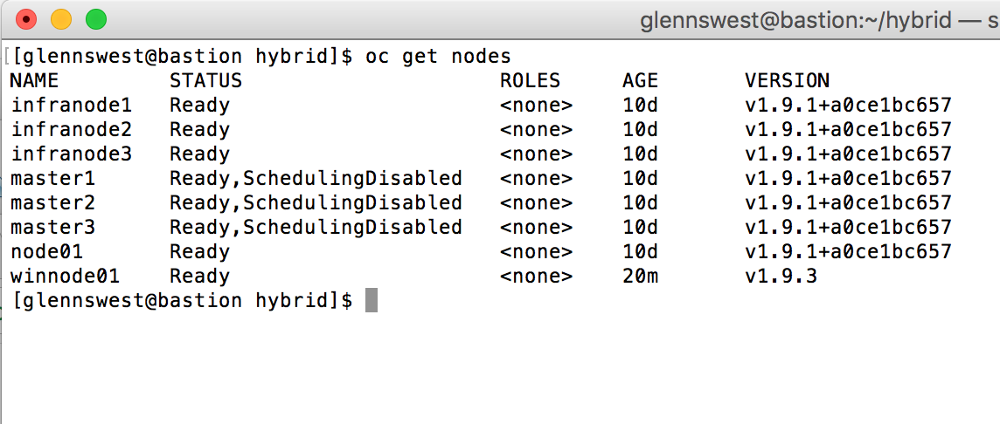 glennswest@bastion:~/hybrid — s
[[glennswest@bastion hybrid]$ oc get nodes
NAME STATUS ROLES AGE VERSION
infranode1 Ready <none> 10d v1.9.1+a0ce1bc657
infranode2 Ready <none> 10d v1.9.1+a0ce1bc657
infranode3 Ready <none> 10d v1.9.1+a0ce1bc657
master1 Ready,SchedulingDisabled <none> 10d v1.9.1+a0ce1bc657
master2 Ready,SchedulingDisabled <none> 10d v1.9.1+a0ce1bc657
master3 Ready,SchedulingDisabled <none> 10d v1.9.1+a0ce1bc657
node01 Ready <none> 10d v1.9.1+a0ce1bc657
winnode01 Ready <none> 20m v1.9.3
[glennswest@bastion hybrid]$